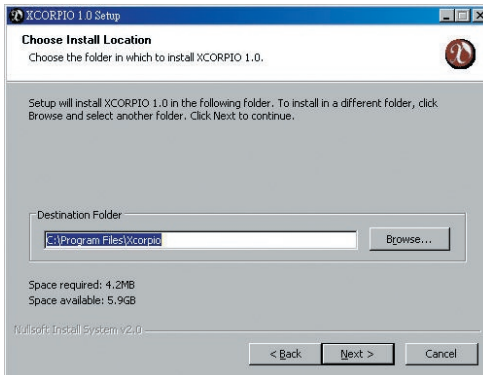 XCORPIO 1.0 Setup
Choose Install Location
Choose the folder in which to install XCORPIO 1.0.
Setup will install XCORPIO 1.0 in the following folder. To install in a different folder, click
Browse and select another folder. Click Next to continue.
Destination Folder
C:\Program Files\Xcorpio
Browse...
Space required: 4.2MB
Space available: 5.9GB
Nullsoft Install System v2.0
< Back
Next >
Cancel